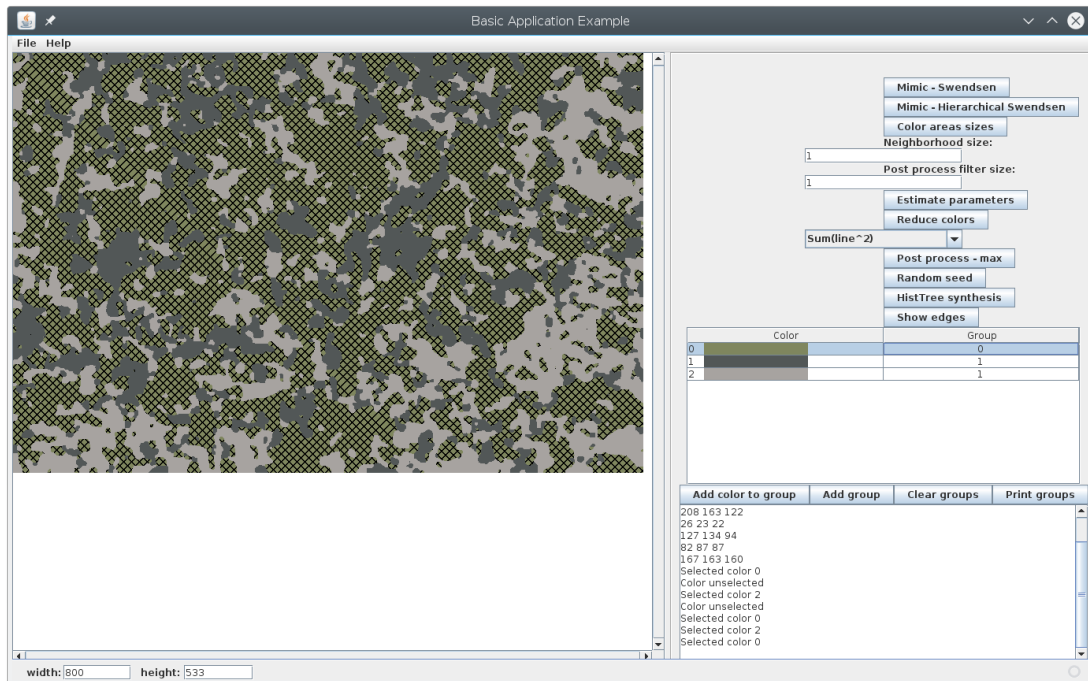 Basic Application Example
File Help
Mimic - Swendsen
Mimic - Hierarchical Swendsen
Color areas sizes
Neighborhood size:
1
Post process filter size:
1
Estimate parameters
Reduce colors
Sum(line^2)
Post process - max
Random seed
HistTree synthesis
Show edges
Color Group
0 0
1 1
2 1
Add color to group Add group Clear groups Print groups
208 163 122
26 23 22
127 134 94
82 87 87
167 163 160
Selected color 0
Color unselected
Selected color 2
Color unselected
Selected color 0
Selected color 2
Selected color 0
width: 800 height: 533